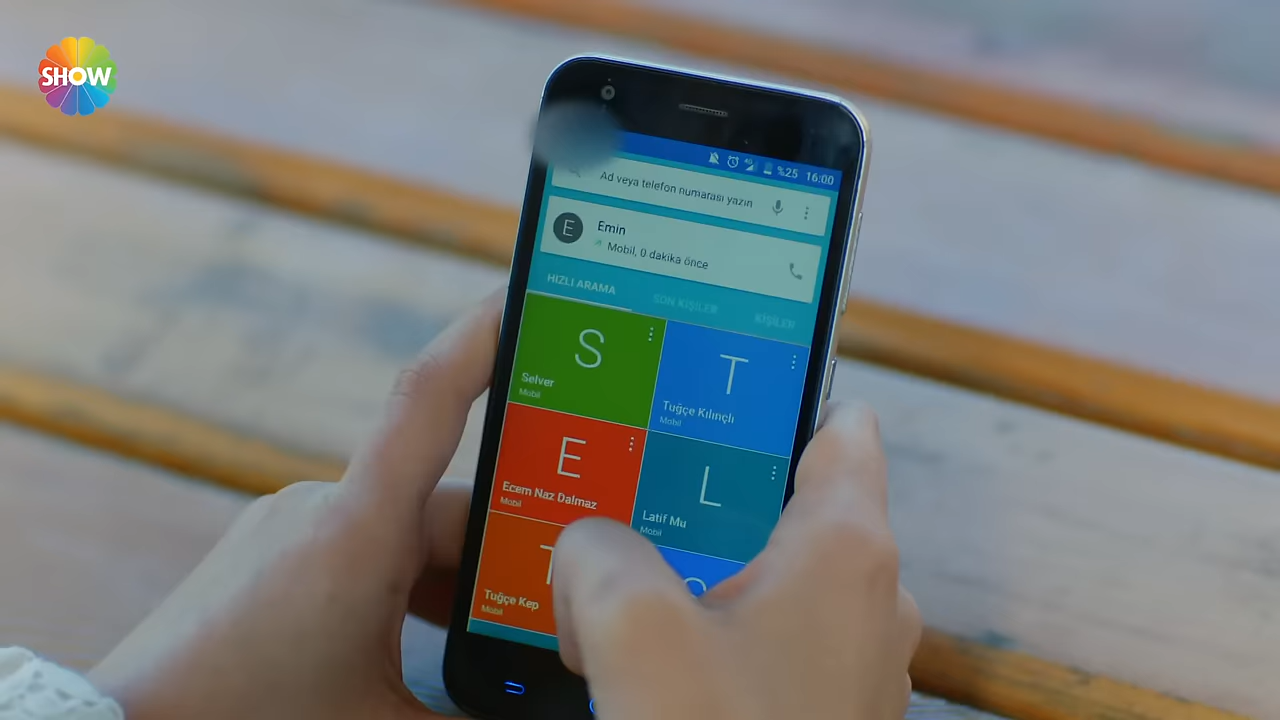 SHOW
4G %25 16:00
Ad veya telefon numarası yazın
E
Emin
Mobil, 0 dakika önce
HIZLI ARAMA SON KİŞİLER KİŞİLER
S
Selver
Mobil
T
Tuğçe Kılınçlı
Mobil
E
Ecem Naz Dalmaz
Mobil
L
Latif Mu
Mobil
T
Tuğçe Kep
Mobil